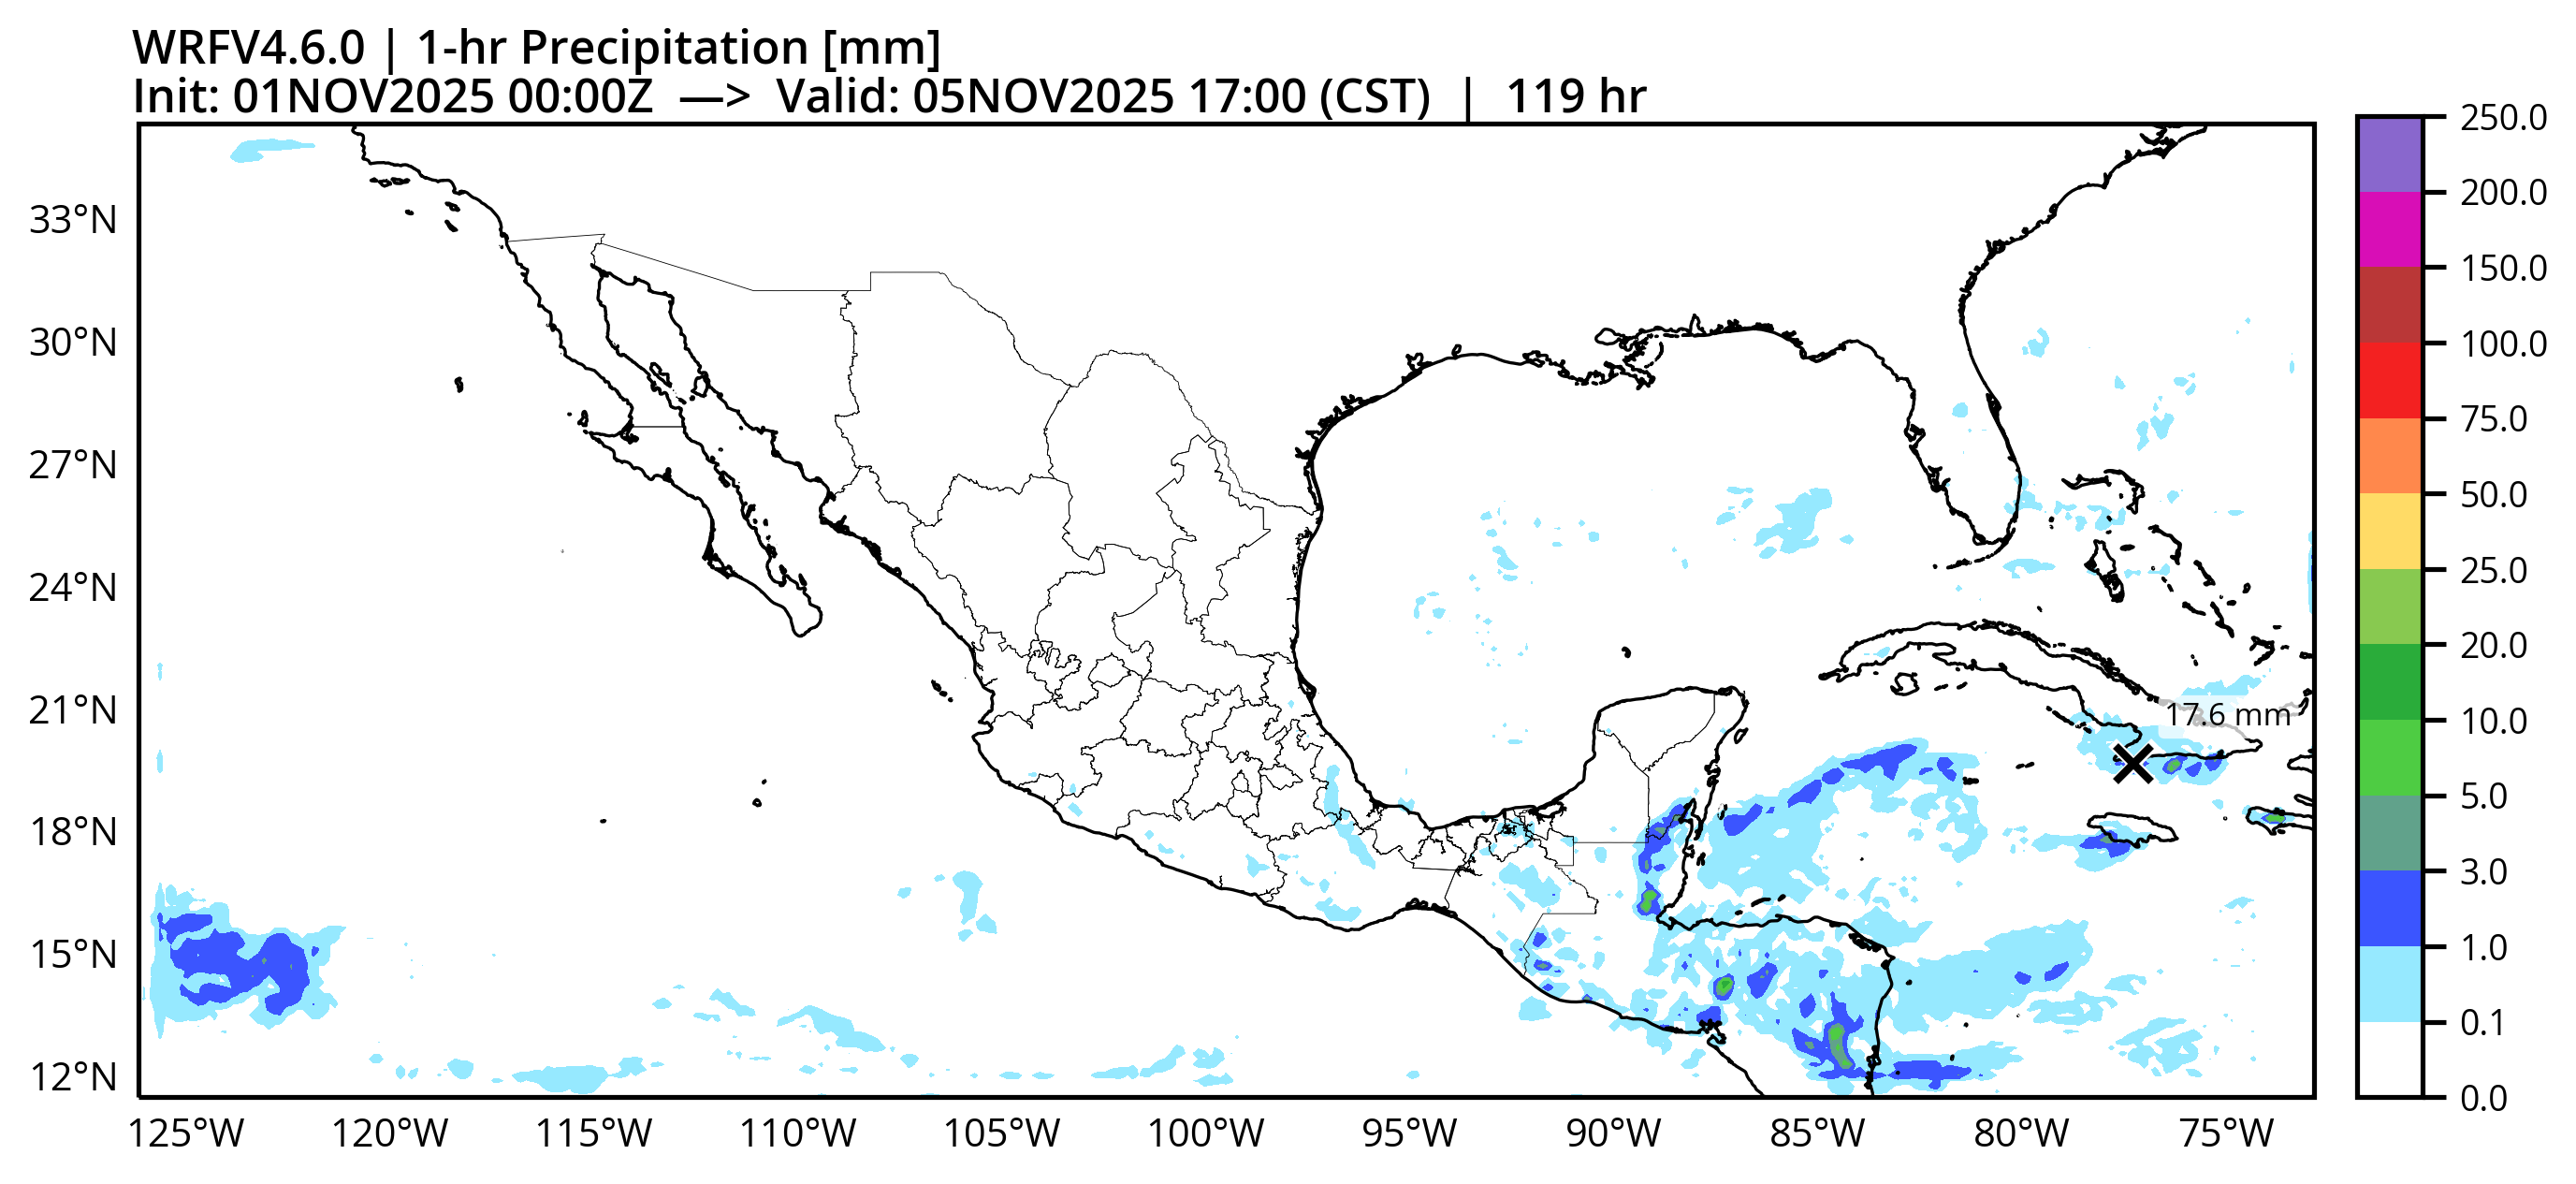 WRFV4.6.0 | 1-hr Precipitation [mm]
Init: 01NOV2025 00:00Z —> Valid: 05NOV2025 17:00 (CST) | 119 hr
250.0
200.0
150.0
100.0
75.0
50.0
25.0
20.0
10.0
5.0
3.0
1.0
0.1
0.0
33°N
30°N
27°N
24°N
21°N
18°N
15°N
12°N
17.6 mm
125°W
120°W
115°W
110°W
105°W
100°W
95°W
90°W
85°W
80°W
75°W